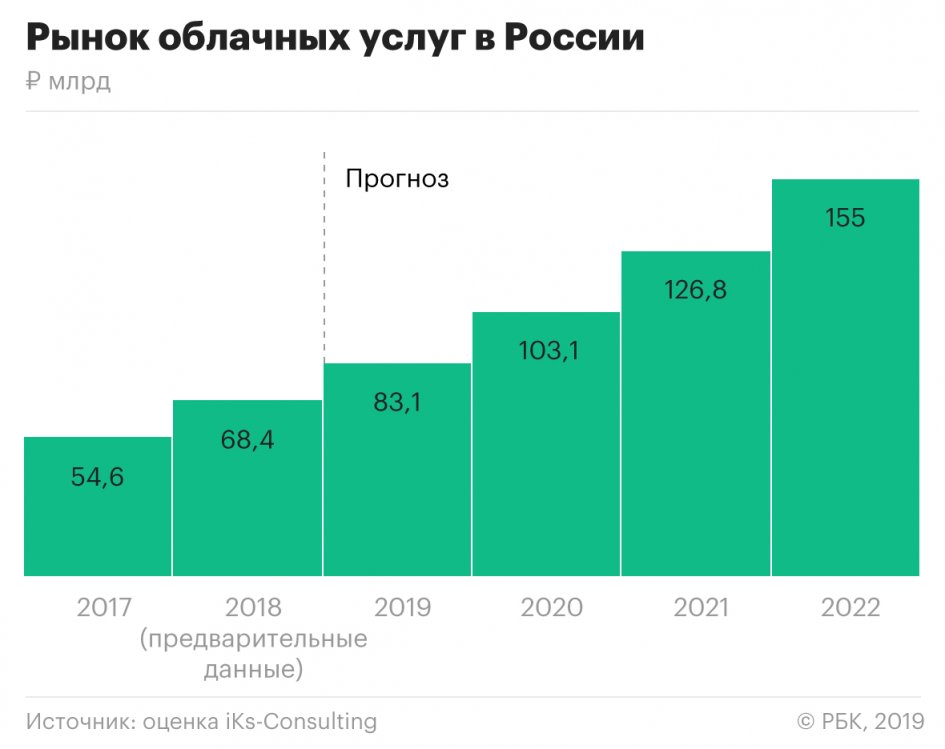 Рынок облачных услуг в России
₽ млрд
Прогноз
155
126,8
103,1
83,1
68,4
54,6
2017 2018 2019 2020 2021 2022
(предварительные
данные)
Источник: оценка iKs-Consulting © РБК, 2019